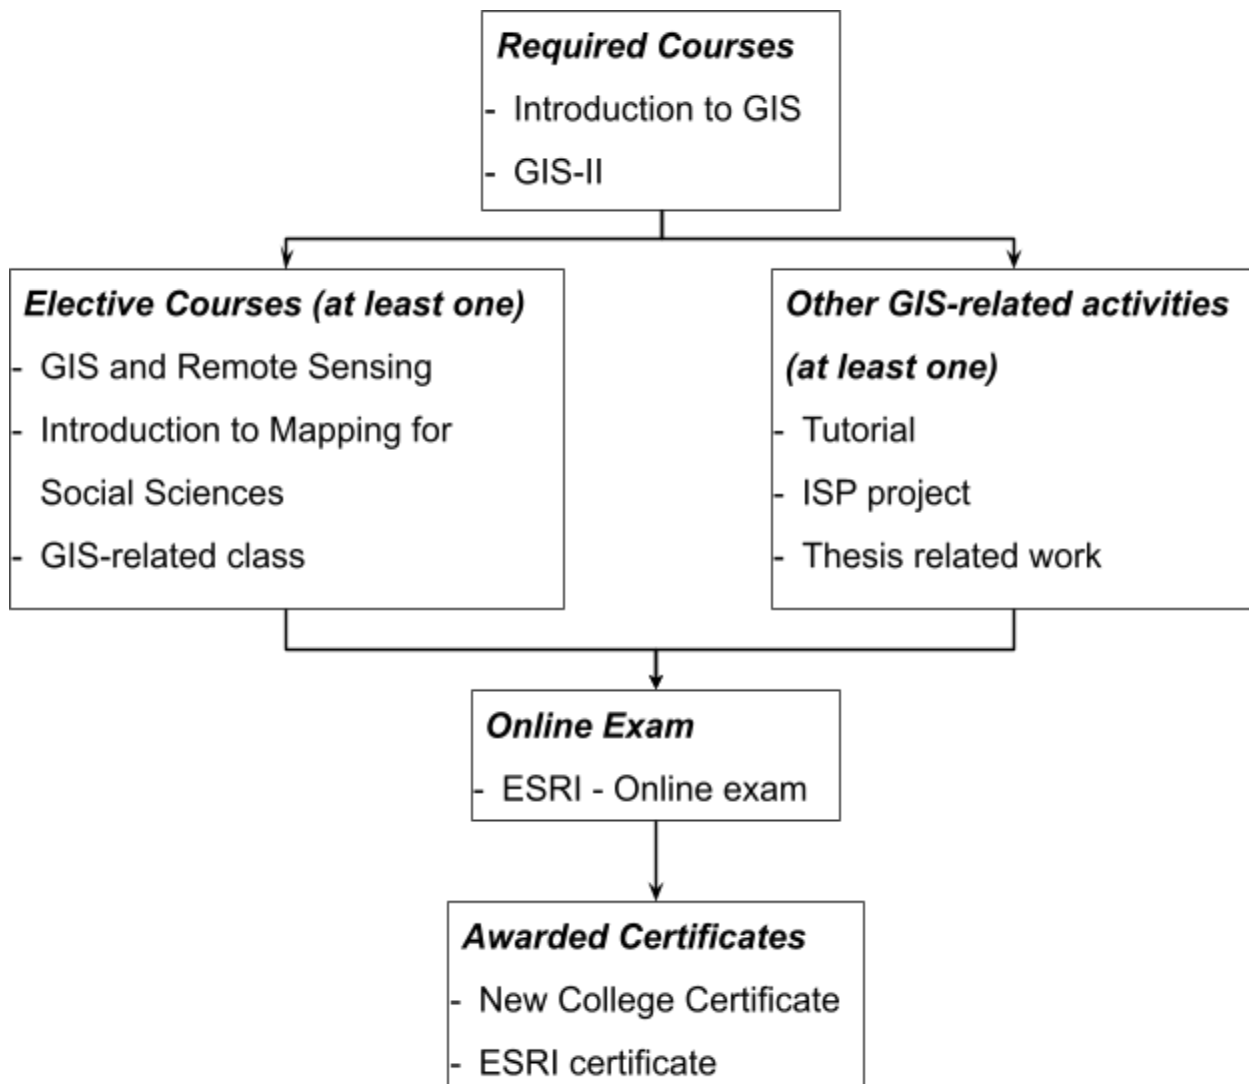 Required Courses
- Introduction to GIS
- GIS-II
Elective Courses (at least one)
- GIS and Remote Sensing
- Introduction to Mapping for
Social Sciences
- GIS-related class
Other GIS-related activities
(at least one)
- Tutorial
- ISP project
- Thesis related work
Online Exam
- ESRI - Online exam
Awarded Certificates
- New College Certificate
- ESRI certificate